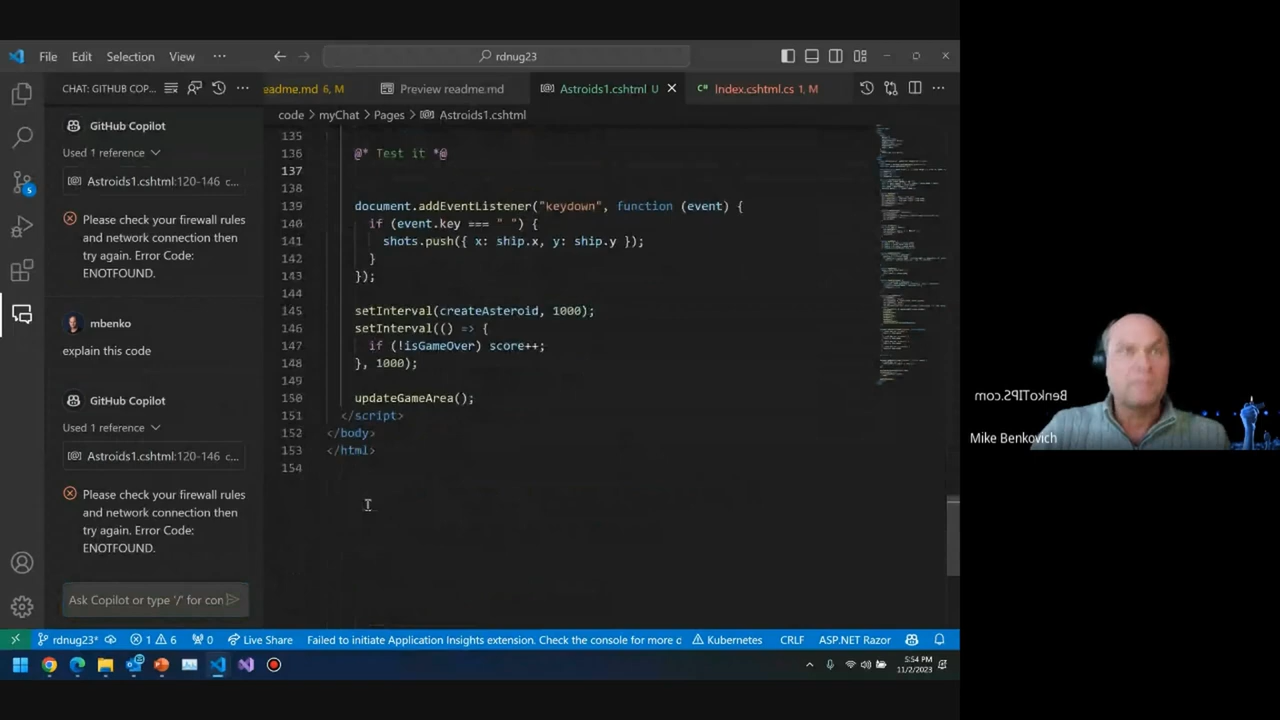 File Edit Selection View ··· rdnug23
CHAT: GITHUB COP... ···
readme.md 6, M Preview readme.md Astroids1.cshtml U Index.cshtml.cs 1, M ···
code > myChat > Pages > Astroids1.cshtml
GitHub Copilot
Used 1 reference
Astroids1.cshtml:120-146 c...
Please check your firewall rules
and network connection then
try again. Error Code:
ENOTFOUND.
mbenko
explain this code
GitHub Copilot
Used 1 reference
Astroids1.cshtml:120-146 c...
Please check your firewall rules
and network connection then
try again. Error Code:
ENOTFOUND.
Ask Copilot or type '/' for con
135
136 @* Test it *@
137
138
139 document.addEventListener("keydown", function (event) {
140 if (event.key === " ") {
141 shots.push({ x: ship.x, y: ship.y });
142 }
143 });
144
145 setInterval(createAsteroid, 1000);
146 setInterval(() => {
147 if (!isGameOver) score++;
148 }, 1000);
149
150 updateGameArea();
151 </script>
152 </body>
153 </html>
154
BenkoTIPS.com
Mike Benkovich
5
rdnug23* 1 6 0 Live Share Failed to initiate Application Insights extension. Check the console for more d Kubernetes CRLF ASP.NET Razor
5:54 PM
11/2/2023